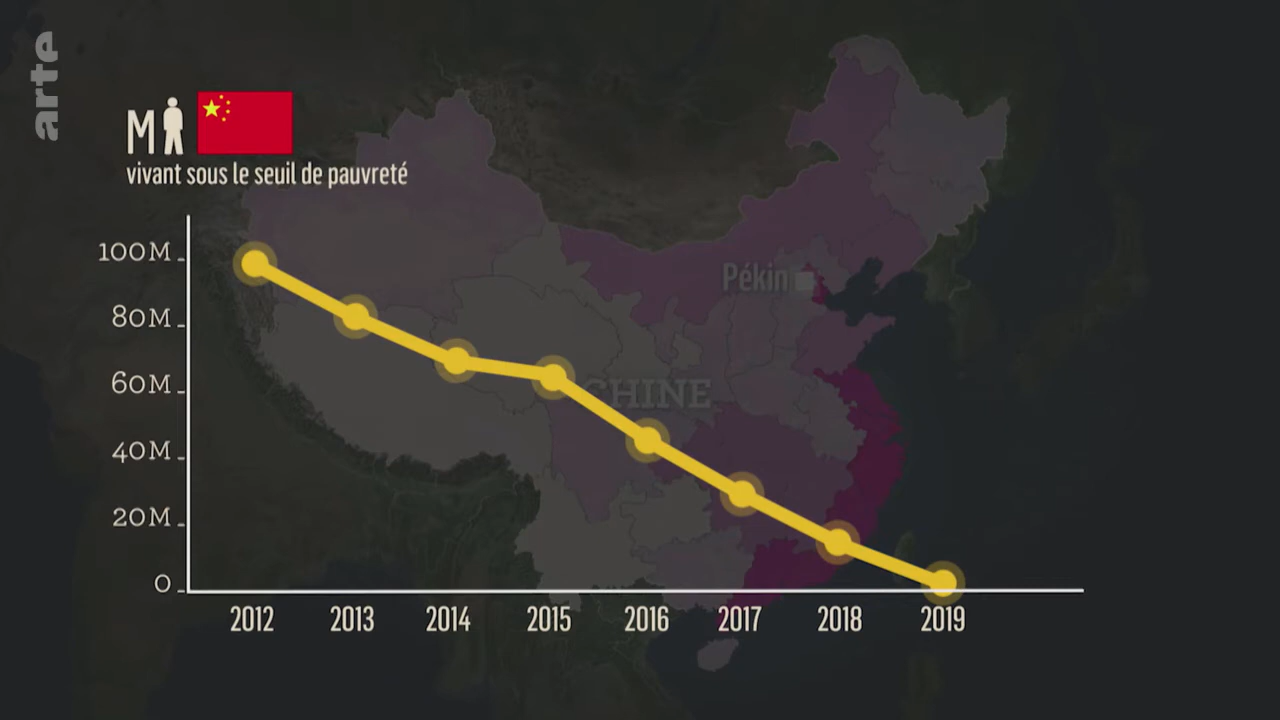 arte
M
vivant sous le seuil de pauvreté
100M
80M
60M
40M
20M
0
Pékin
CHINE
2012 2013 2014 2015 2016 2017 2018 2019